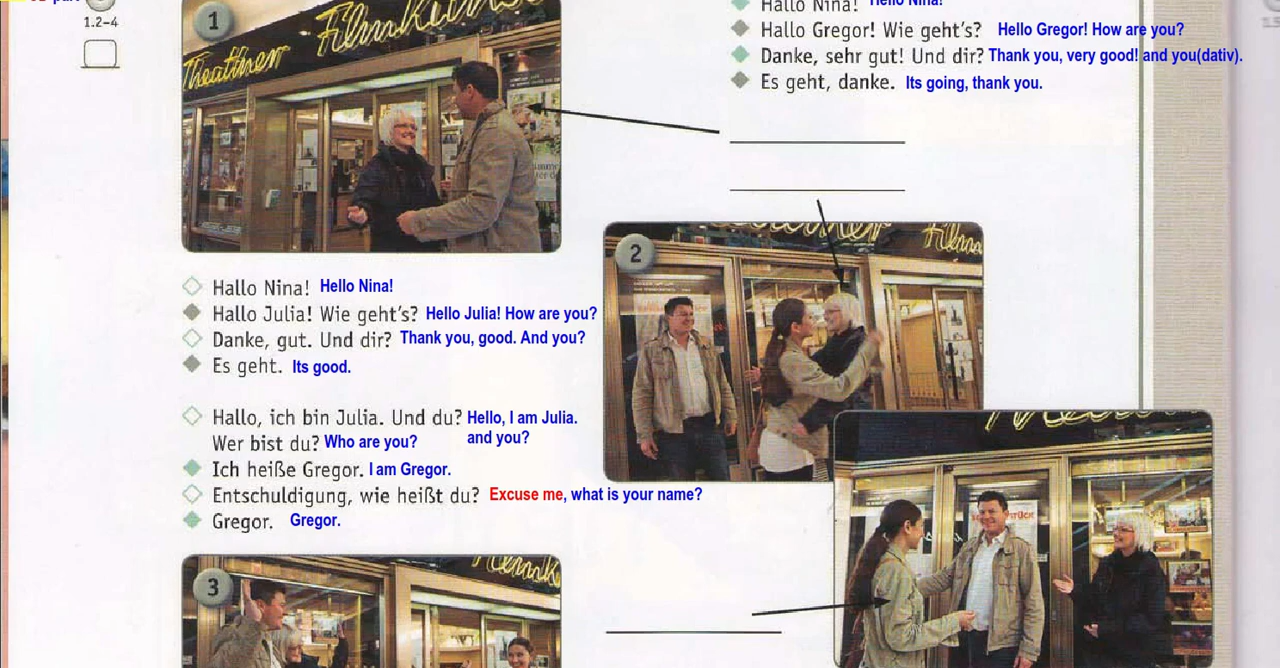 1.2-4
1
Theatiner Filmkunst
Hallo Nina! Hello Nina!
Hallo Gregor! Wie geht's? Hello Gregor! How are you?
Danke, sehr gut! Und dir? Thank you, very good! and you(dativ).
Es geht, danke. Its going, thank you.
Hallo Nina! Hello Nina!
Hallo Julia! Wie geht's? Hello Julia! How are you?
Danke, gut. Und dir? Thank you, good. And you?
Es geht. Its good.
Hallo, ich bin Julia. Und du? Hello, I am Julia.
and you?
Wer bist du? Who are you?
Ich heiße Gregor. I am Gregor.
Entschuldigung, wie heißt du? Excuse me, what is your name?
Gregor. Gregor.
2
3